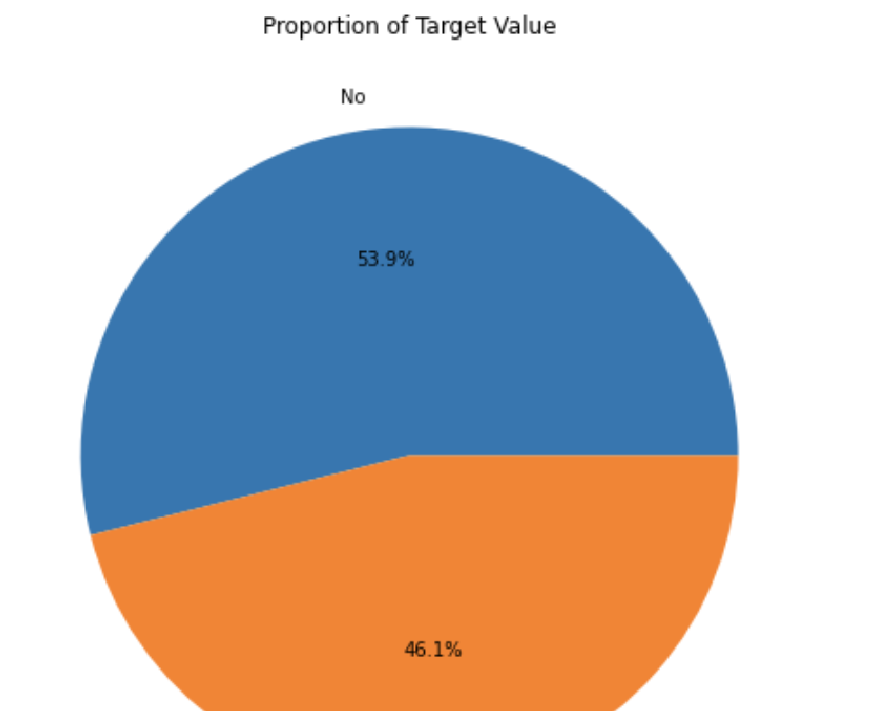 Proportion of Target Value
No
53.9%
46.1%